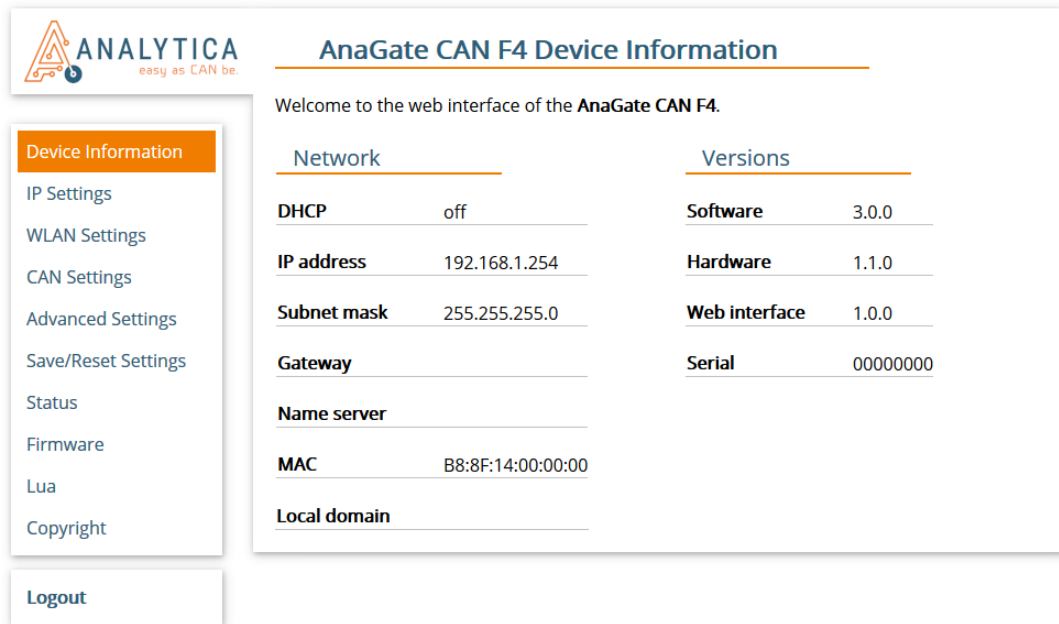 ANALYTICA
easy as CAN be.
AnaGate CAN F4 Device Information
Welcome to the web interface of the AnaGate CAN F4.
Device Information
IP Settings
WLAN Settings
CAN Settings
Advanced Settings
Save/Reset Settings
Status
Firmware
Lua
Copyright
Logout
Network
DHCP off
IP address 192.168.1.254
Subnet mask 255.255.255.0
Gateway
Name server
MAC B8:8F:14:00:00:00
Local domain
Versions
Software 3.0.0
Hardware 1.1.0
Web interface 1.0.0
Serial 00000000